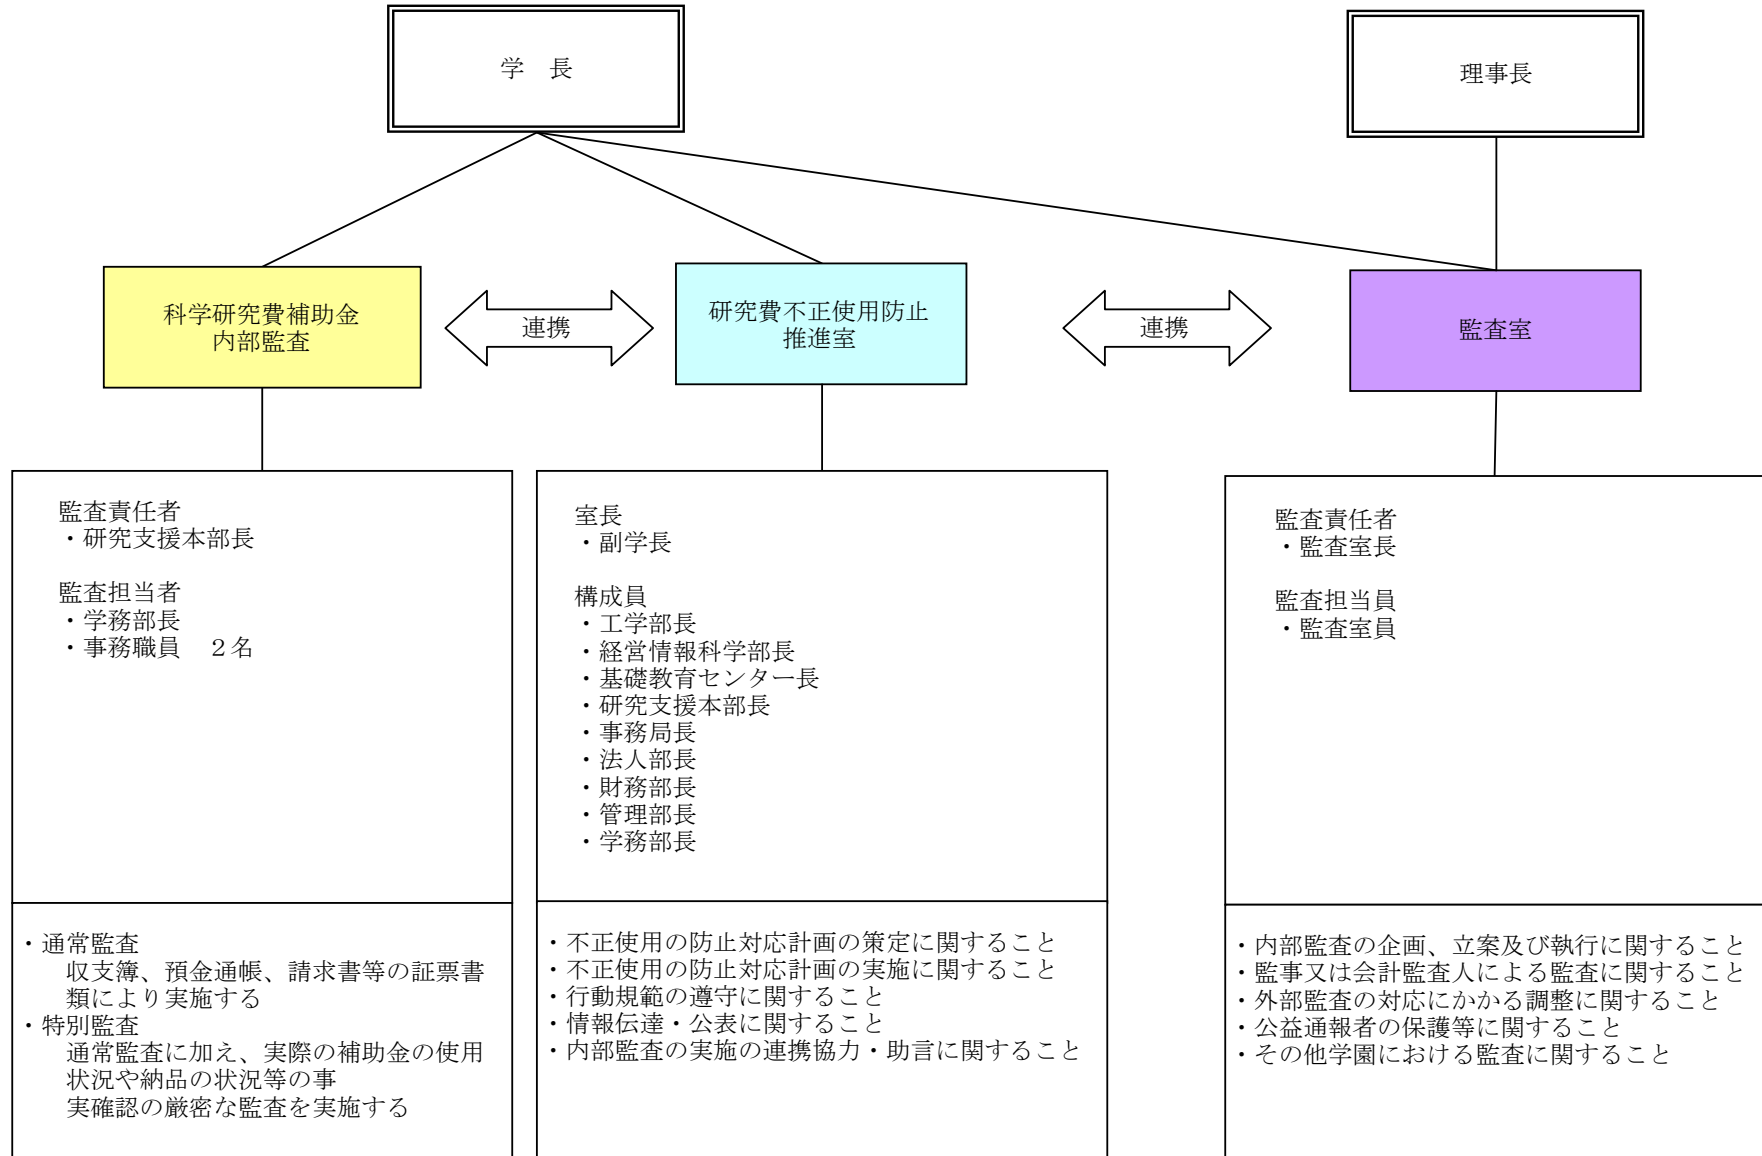 学　長
理事長
科学研究費補助金
内部監査
連携
研究費不正使用防止
推進室
連携
監査室
監査責任者
・研究支援本部長
監査担当者
・学務部長
・事務職員　２名
室長
・副学長
構成員
・工学部長
・経営情報科学部長
・基礎教育センター長
・研究支援本部長
・事務局長
・法人部長
・財務部長
・管理部長
・学務部長
監査責任者
・監査室長
監査担当員
・監査室員
・通常監査
収支簿、預金通帳、請求書等の証票書
類により実施する
・特別監査
通常監査に加え、実際の補助金の使用
状況や納品の状況等の事
実確認の厳密な監査を実施する
・不正使用の防止対応計画の策定に関すること
・不正使用の防止対応計画の実施に関すること
・行動規範の遵守に関すること
・情報伝達・公表に関すること
・内部監査の実施の連携協力・助言に関すること
・内部監査の企画、立案及び執行に関すること
・監事又は会計監査人による監査に関すること
・外部監査の対応にかかる調整に関すること
・公益通報者の保護等に関すること
・その他学園における監査に関すること